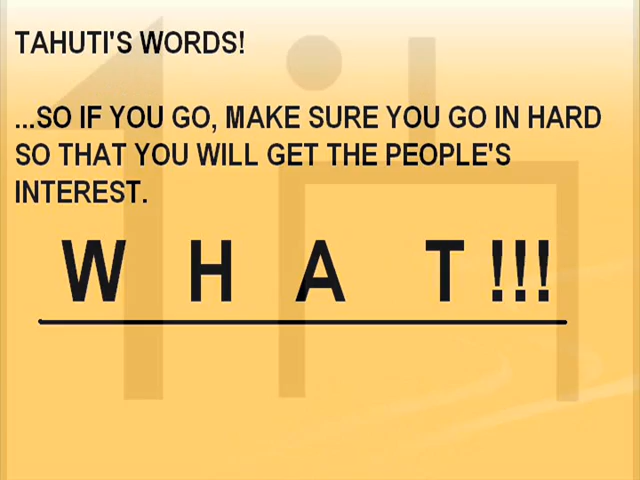 TAHUTI'S WORDS!
...SO IF YOU GO, MAKE SURE YOU GO IN HARD
SO THAT YOU WILL GET THE PEOPLE'S
INTEREST.
W H A T!!!